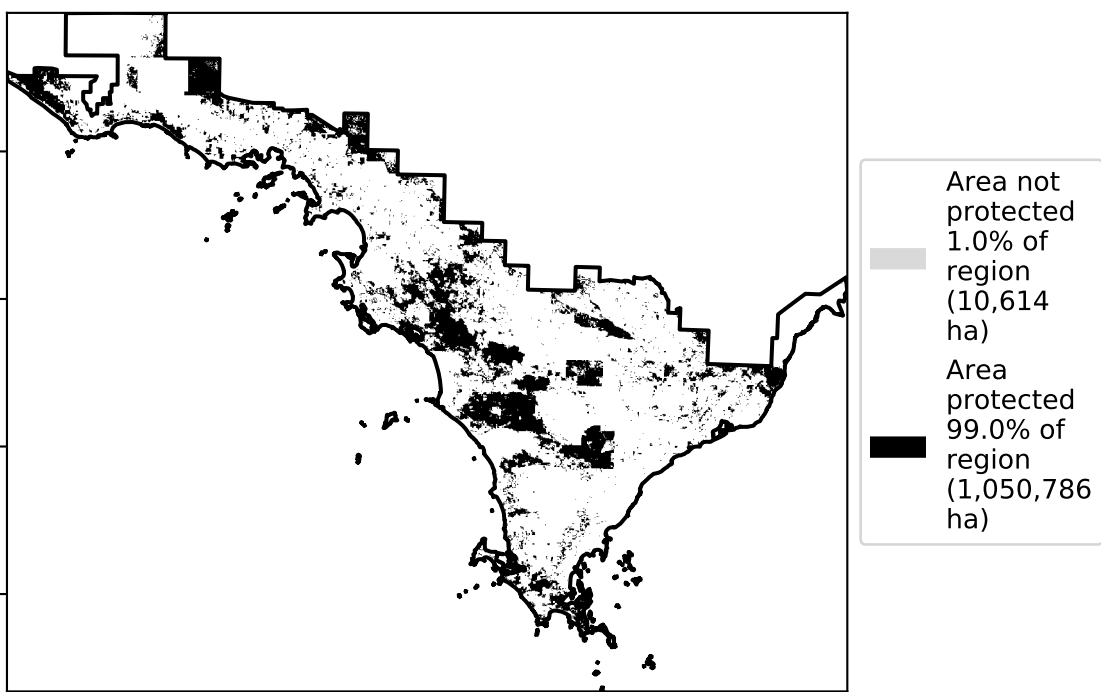 Area not
protected
1.0% of
region
(10,614
ha)
Area
protected
99.0% of
region
(1,050,786
ha)